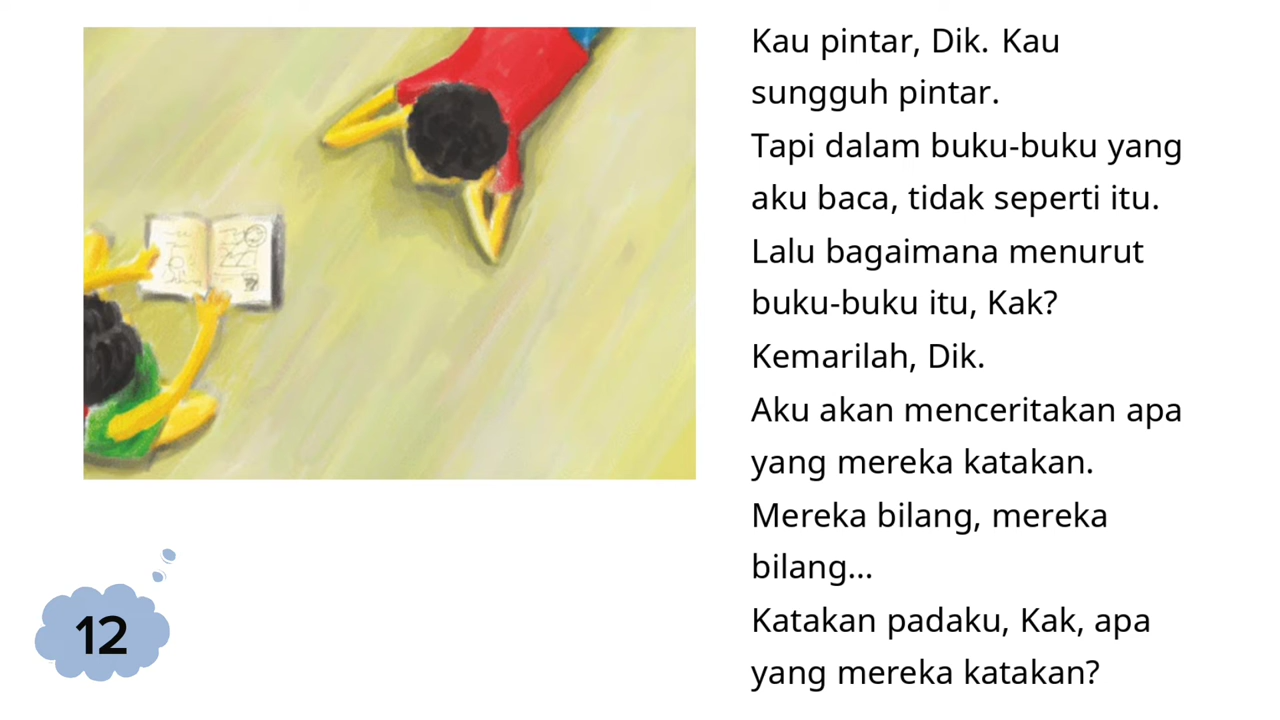 Kau pintar, Dik. Kau
sungguh pintar.
Tapi dalam buku-buku yang
aku baca, tidak seperti itu.
Lalu bagaimana menurut
buku-buku itu, Kak?
Kemarilah, Dik.
Aku akan menceritakan apa
yang mereka katakan.
Mereka bilang, mereka
bilang...
Katakan padaku, Kak, apa
yang mereka katakan?
12